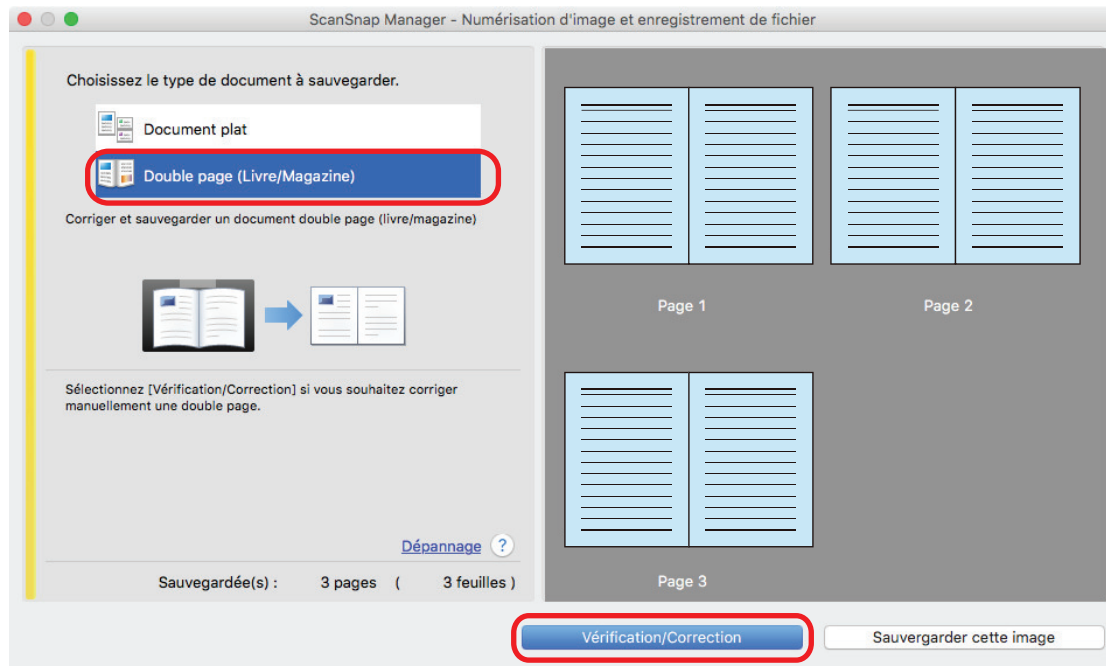 ScanSnap Manager - Numérisation d'image et enregistrement de fichier
Choisissez le type de document à sauvegarder.
Document plat
Double page (Livre/Magazine)
Corriger et sauvegarder un document double page (livre/magazine)
Sélectionnez [Vérification/Correction] si vous souhaitez corriger
manuellement une double page.
Dépannage ?
Sauvegardée(s) : 3 pages ( 3 feuilles )
Page 1
Page 2
Page 3
Vérification/Correction
Sauvergarder cette image